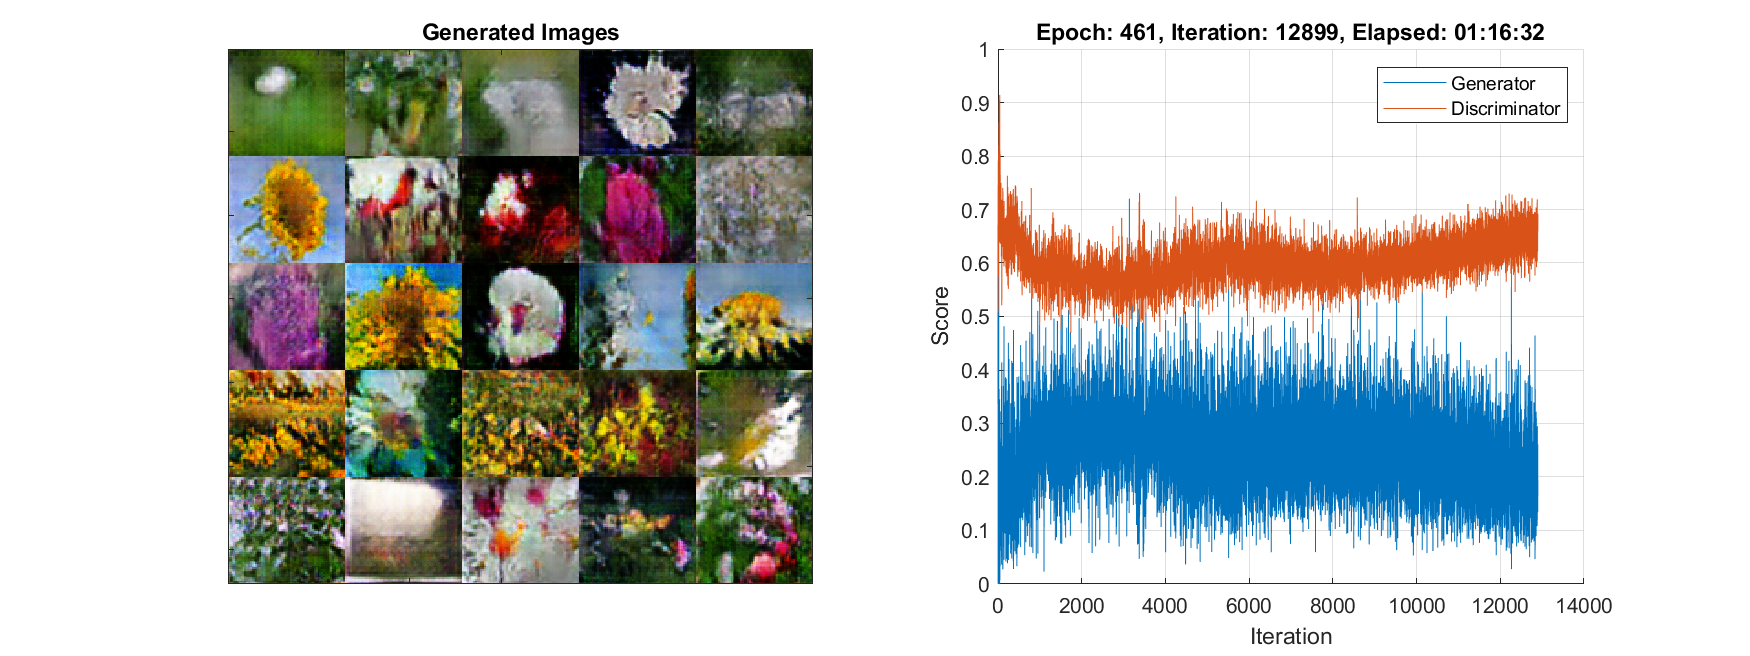 Generated Images
Epoch: 461, Iteration: 12899, Elapsed: 01:16:32
1
0.9
0.8
0.7
0.6
0.5
0.4
0.3
0.2
0.1
0
Score
Generator
Discriminator
0 2000 4000 6000 8000 10000 12000 14000
Iteration